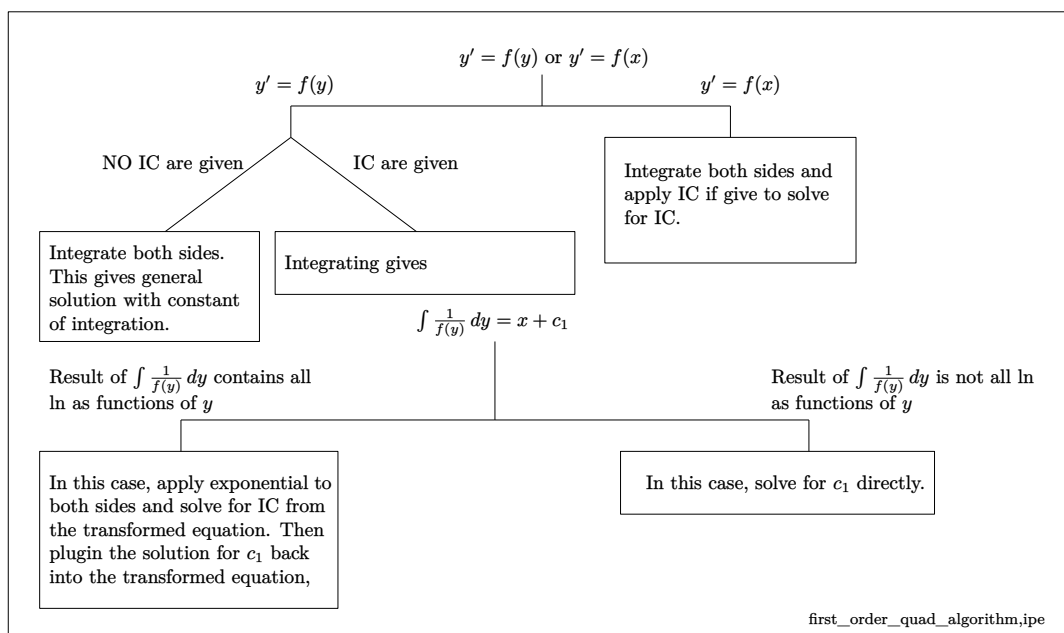 y′ = f(y) or y′ = f(x)
y′ = f(y)
y′ = f(x)
NO IC are given
IC are given
Integrate both sides and
apply IC if give to solve
for IC.
Integrate both sides.
This gives general
solution with constant
of integration.
Integrating gives
∫ 1/f(y) dy = x + c₁
Result of ∫ 1/f(y) dy contains all
ln as functions of y
Result of ∫ 1/f(y) dy is not all ln
as functions of y
In this case, apply exponential to
both sides and solve for IC from
the transformed equation. Then
plugin the solution for c₁ back
into the transformed equation,
In this case, solve for c₁ directly.
first_order_quad_algorithm,ipe